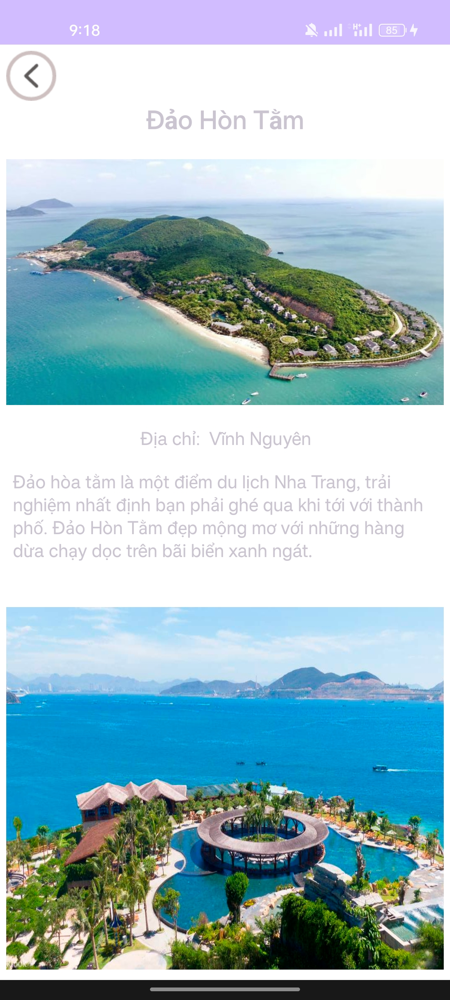 9:18
H+
85
Đảo Hòn Tằm
Địa chỉ: Vĩnh Nguyên
Đảo hòa tằm là một điểm du lịch Nha Trang, trải
nghiệm nhất định bạn phải ghé qua khi tới với thành
phố. Đảo Hòn Tằm đẹp mộng mơ với những hàng
dừa chạy dọc trên bãi biển xanh ngát.